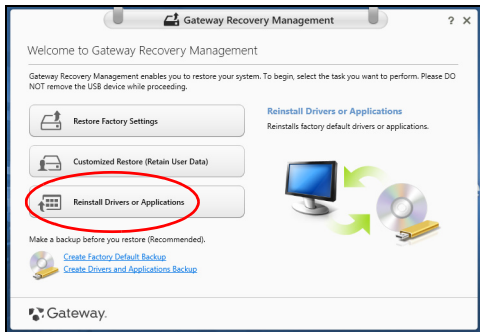 Gateway Recovery Management
? X
Welcome to Gateway Recovery Management
Gateway Recovery Management enables you to restore your system. To begin, select the task you want to perform. Please DO
NOT remove the USB device while proceeding.
Restore Factory Settings
Customized Restore (Retain User Data)
Reinstall Drivers or Applications
Reinstall Drivers or Applications
Reinstalls factory default drivers or applications.
Make a backup before you restore (Recommended).
Create Factory Default Backup
Create Drivers and Applications Backup
Gateway.